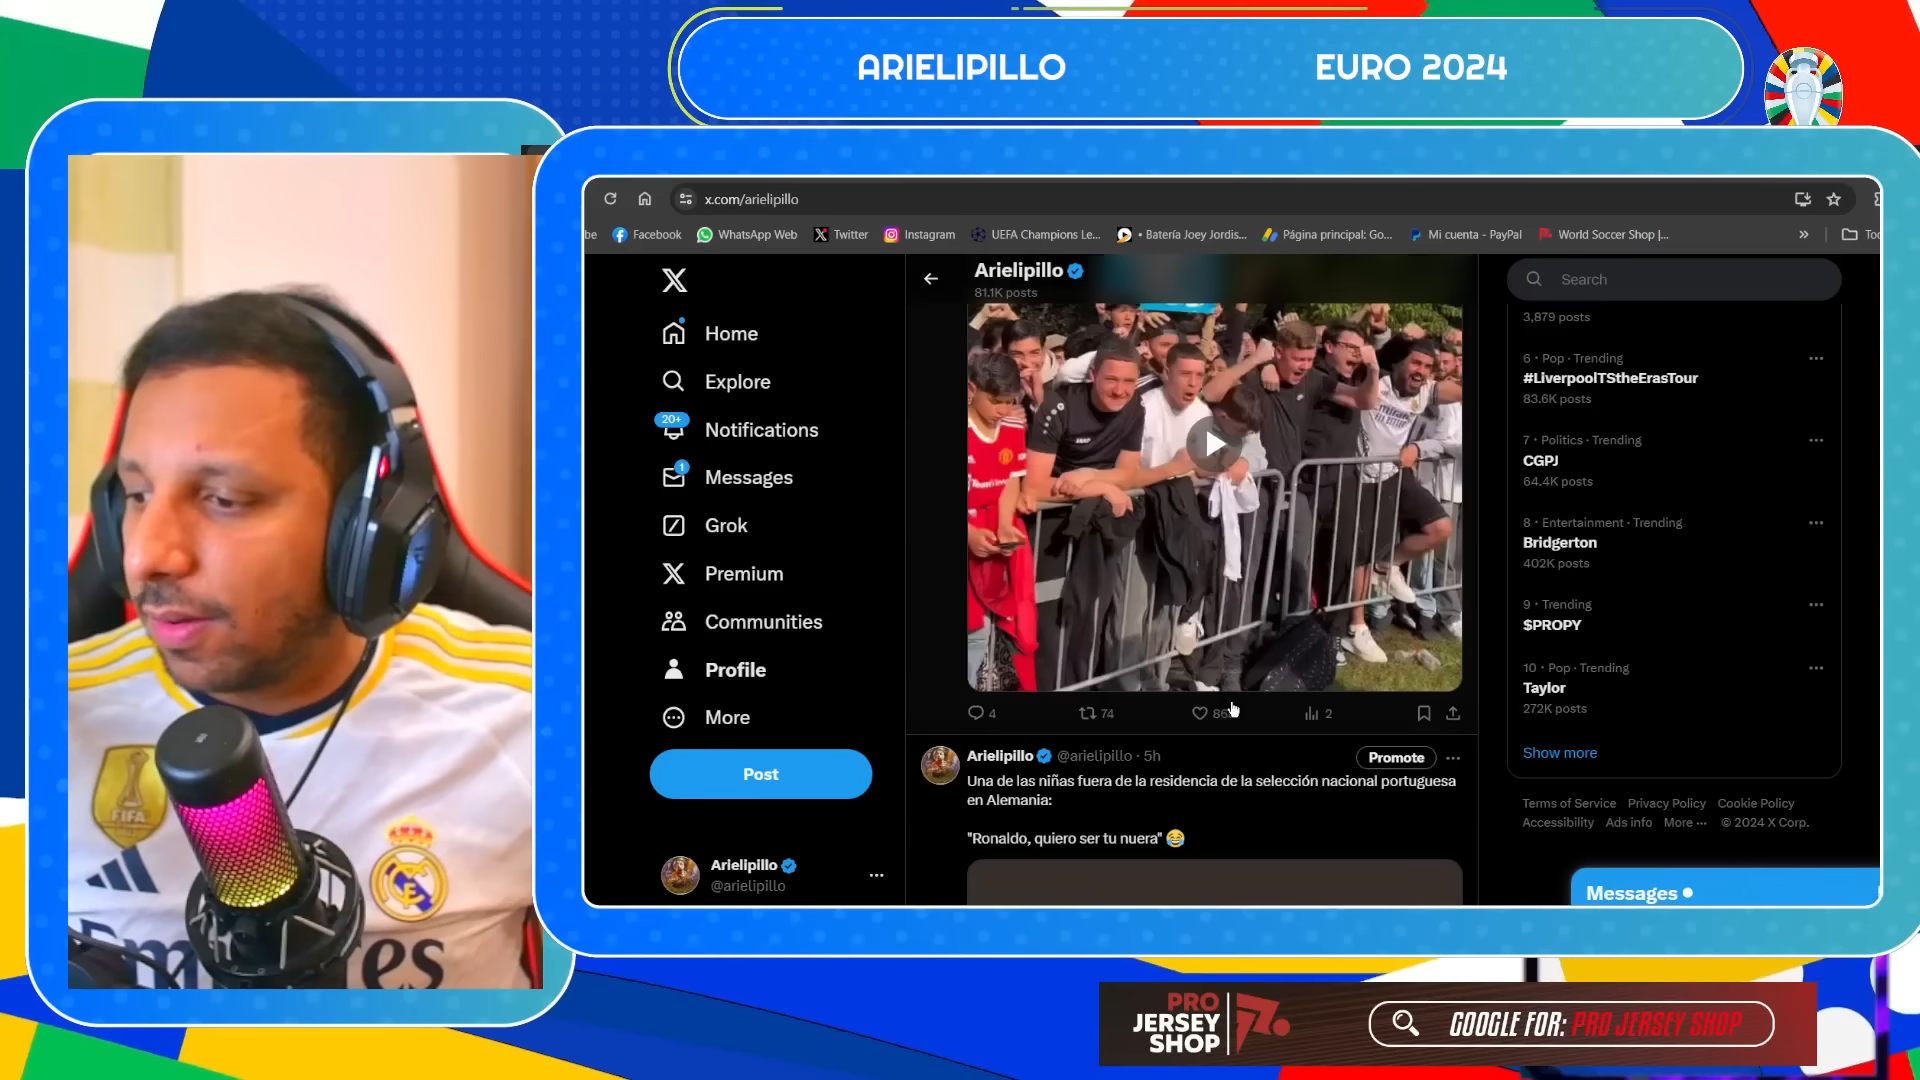 ARIELIPILLO
EURO 2024
x.com/arielipillo
be
Facebook
WhatsApp Web
Twitter
Instagram
UEFA Champions Le...
• Batería Joey Jordis...
Página principal: Go...
Mi cuenta - PayPal
World Soccer Shop |...
»
Home
Explore
20+
Notifications
1
Messages
Grok
Premium
Communities
Profile
More
Post
Arielipillo
@arielipillo
Arielipillo
81.1K posts
4
74
2
Arielipillo @arielipillo · 5h
Promote
Una de las niñas fuera de la residencia de la selección nacional portuguesa
en Alemania:
"Ronaldo, quiero ser tu nuera" 😂
Search
3,879 posts
6 · Pop · Trending
#LiverpoolTStheErasTour
83.6K posts
7 · Politics · Trending
CGPJ
64.4K posts
8 · Entertainment · Trending
Bridgerton
402K posts
9 · Trending
$PROPY
10 · Pop · Trending
Taylor
272K posts
Show more
Terms of Service Privacy Policy Cookie Policy
Accessibility Ads info More ··· © 2024 X Corp.
Messages
FIFA
es
PRO
JERSEY
SHOP
GOOGLE FOR: PRO JERSEY SHOP